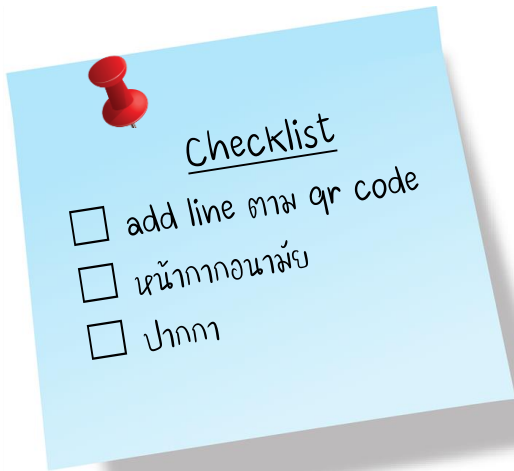 Checklist
add line ตาม qr code
หน้ากากอนามัย
ปากกา